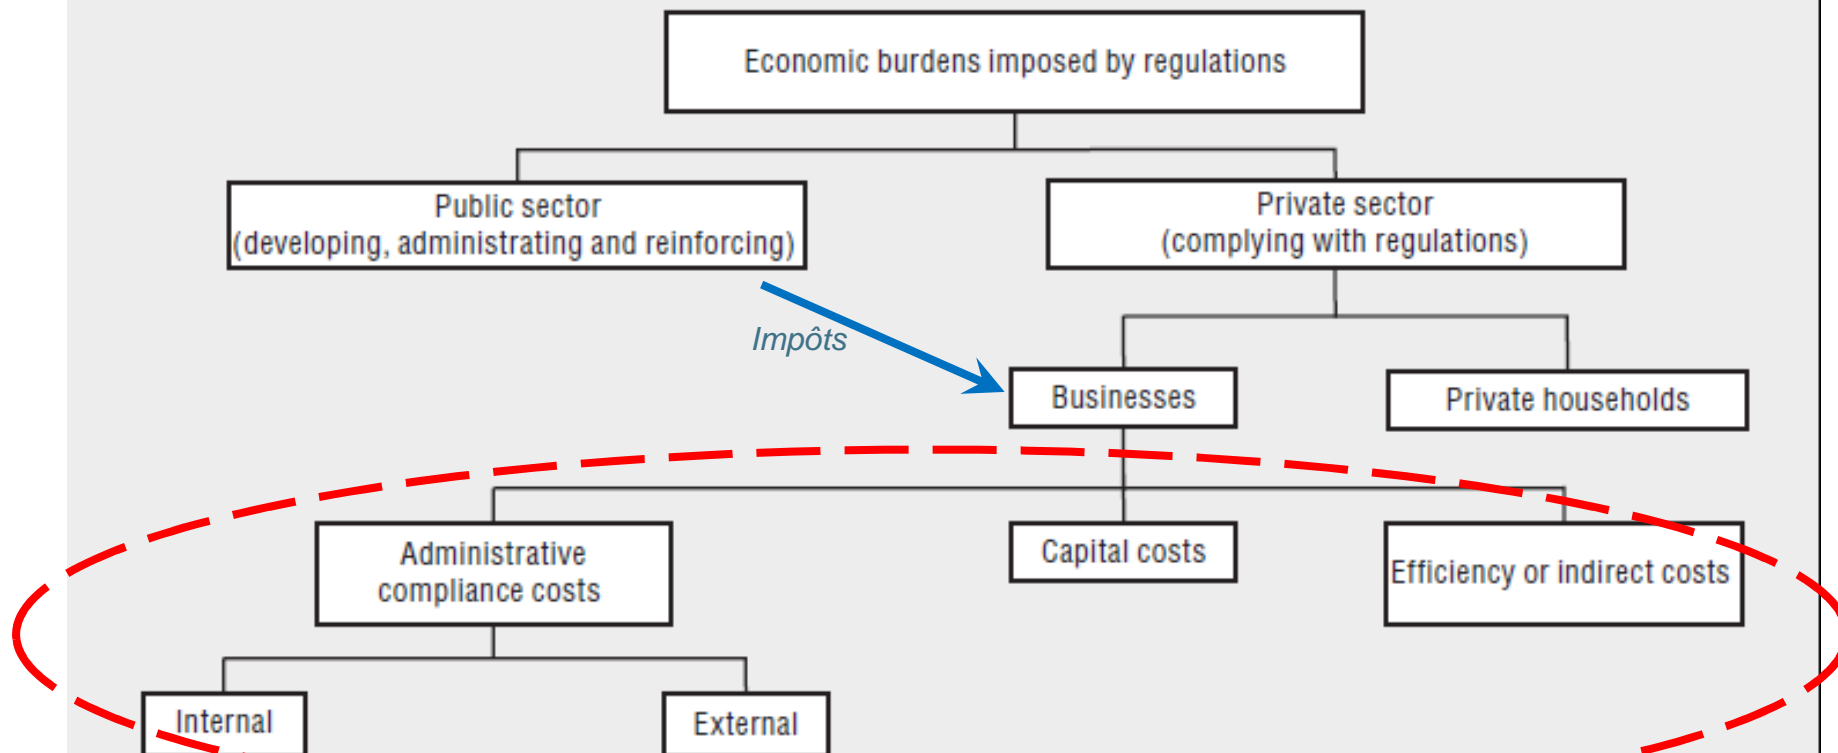 Economic burdens imposed by regulations
Public sector
(developing, administrating and reinforcing)
Private sector
(complying with regulations)
Impôts
Businesses
Private households
Administrative
compliance costs
Capital costs
Efficiency or indirect costs
Internal
External